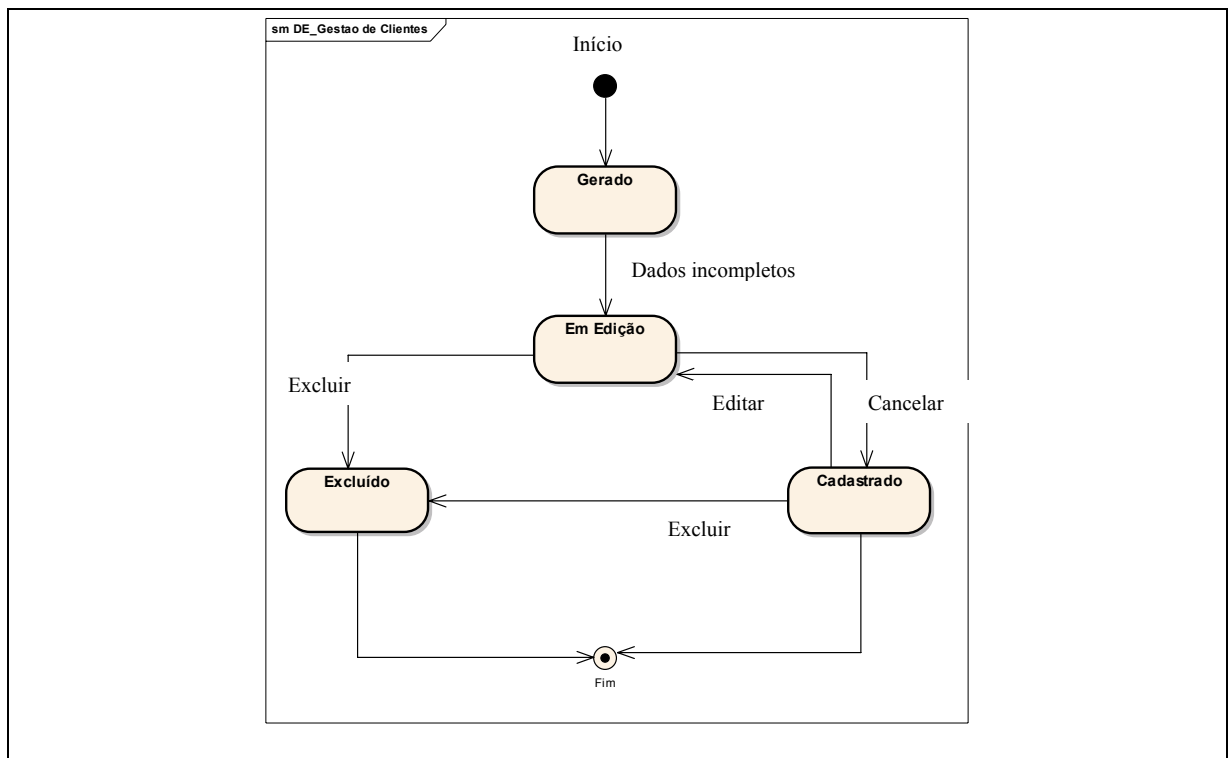 sm DE_Gestao de Clientes
Início
Gerado
Dados incompletos
Em Edição
Excluir
Editar
Cancelar
Excluído
Cadastrado
Excluir
Fim